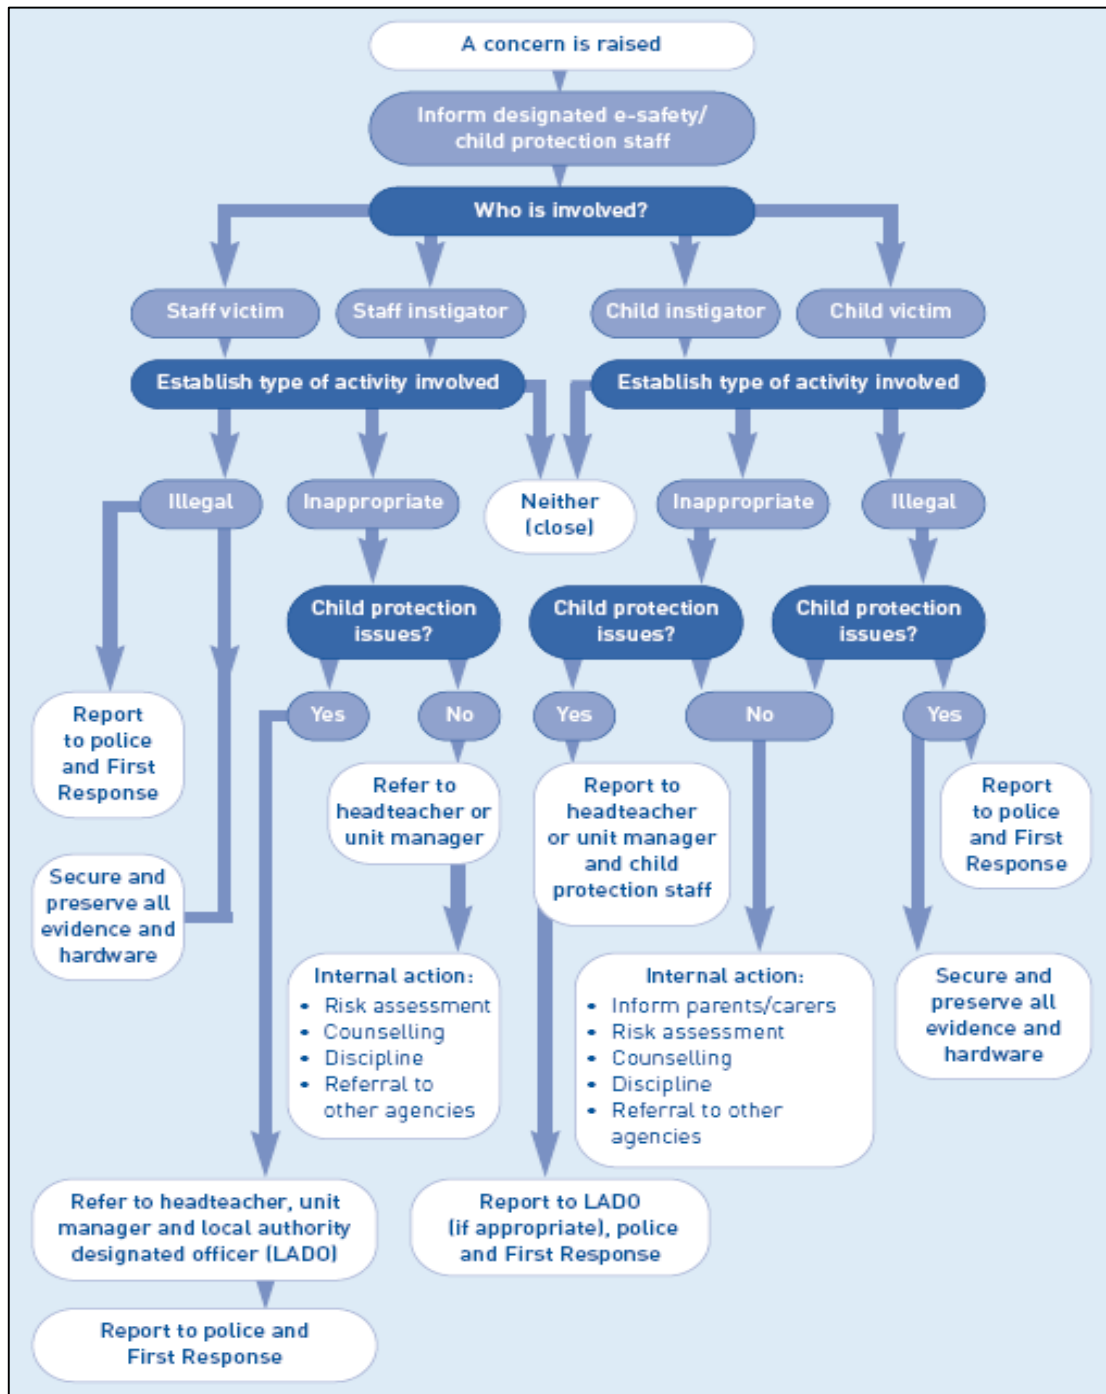 A concern is raised
Inform designated e-safety/
child protection staff
Who is involved?
Staff victim
Staff instigator
Child instigator
Child victim
Establish type of activity involved
Establish type of activity involved
Illegal
Inappropriate
Neither
(close)
Inappropriate
Illegal
Child protection
issues?
Child protection
issues?
Child protection
issues?
Yes
No
Yes
No
Yes
Report
to police
and First
Response
Refer to
headteacher or
unit manager
Report to
headteacher
or unit manager
and child
protection staff
Report
to police
and First
Response
Secure and
preserve all
evidence and
hardware
Internal action:
• Risk assessment
• Counselling
• Discipline
• Referral to
other agencies
Internal action:
• Inform parents/carers
• Risk assessment
• Counselling
• Discipline
• Referral to other
agencies
Secure and
preserve all
evidence and
hardware
Refer to headteacher, unit
manager and local authority
designated officer (LADO)
Report to LADO
(if appropriate), police
and First Response
Report to police and
First Response